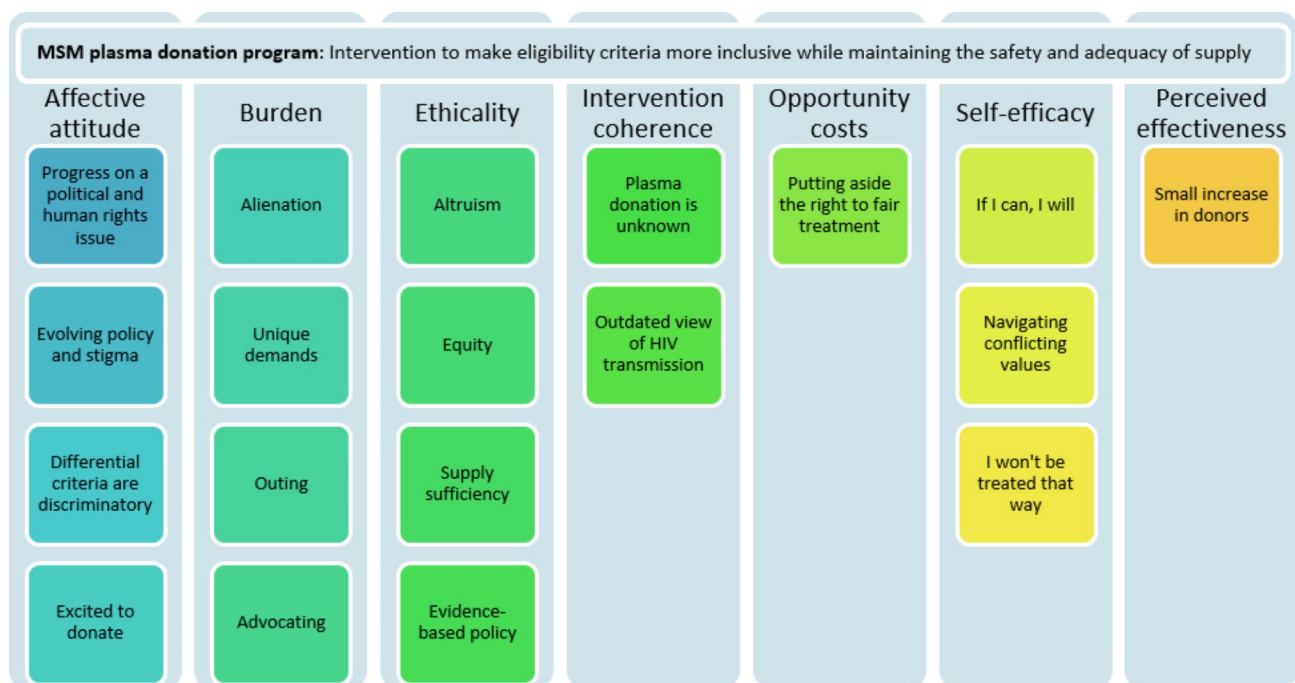 MSM plasma donation program: Intervention to make eligibility criteria more inclusive while maintaining the safety and adequacy of supply
Affective
attitude
Progress on a
political and
human rights
issue
Evolving policy
and stigma
Differential
criteria are
discriminatory
Excited to
donate
Burden
Alienation
Unique
demands
Outing
Advocating
Ethicality
Altruism
Equity
Supply
sufficiency
Evidence-
based policy
Intervention
coherence
Plasma
donation is
unknown
Outdated view
of HIV
transmission
Opportunity
costs
Putting aside
the right to fair
treatment
Self-efficacy
If I can, I will
Navigating
conflicting
values
I won't be
treated that
way
Perceived
effectiveness
Small increase
in donors